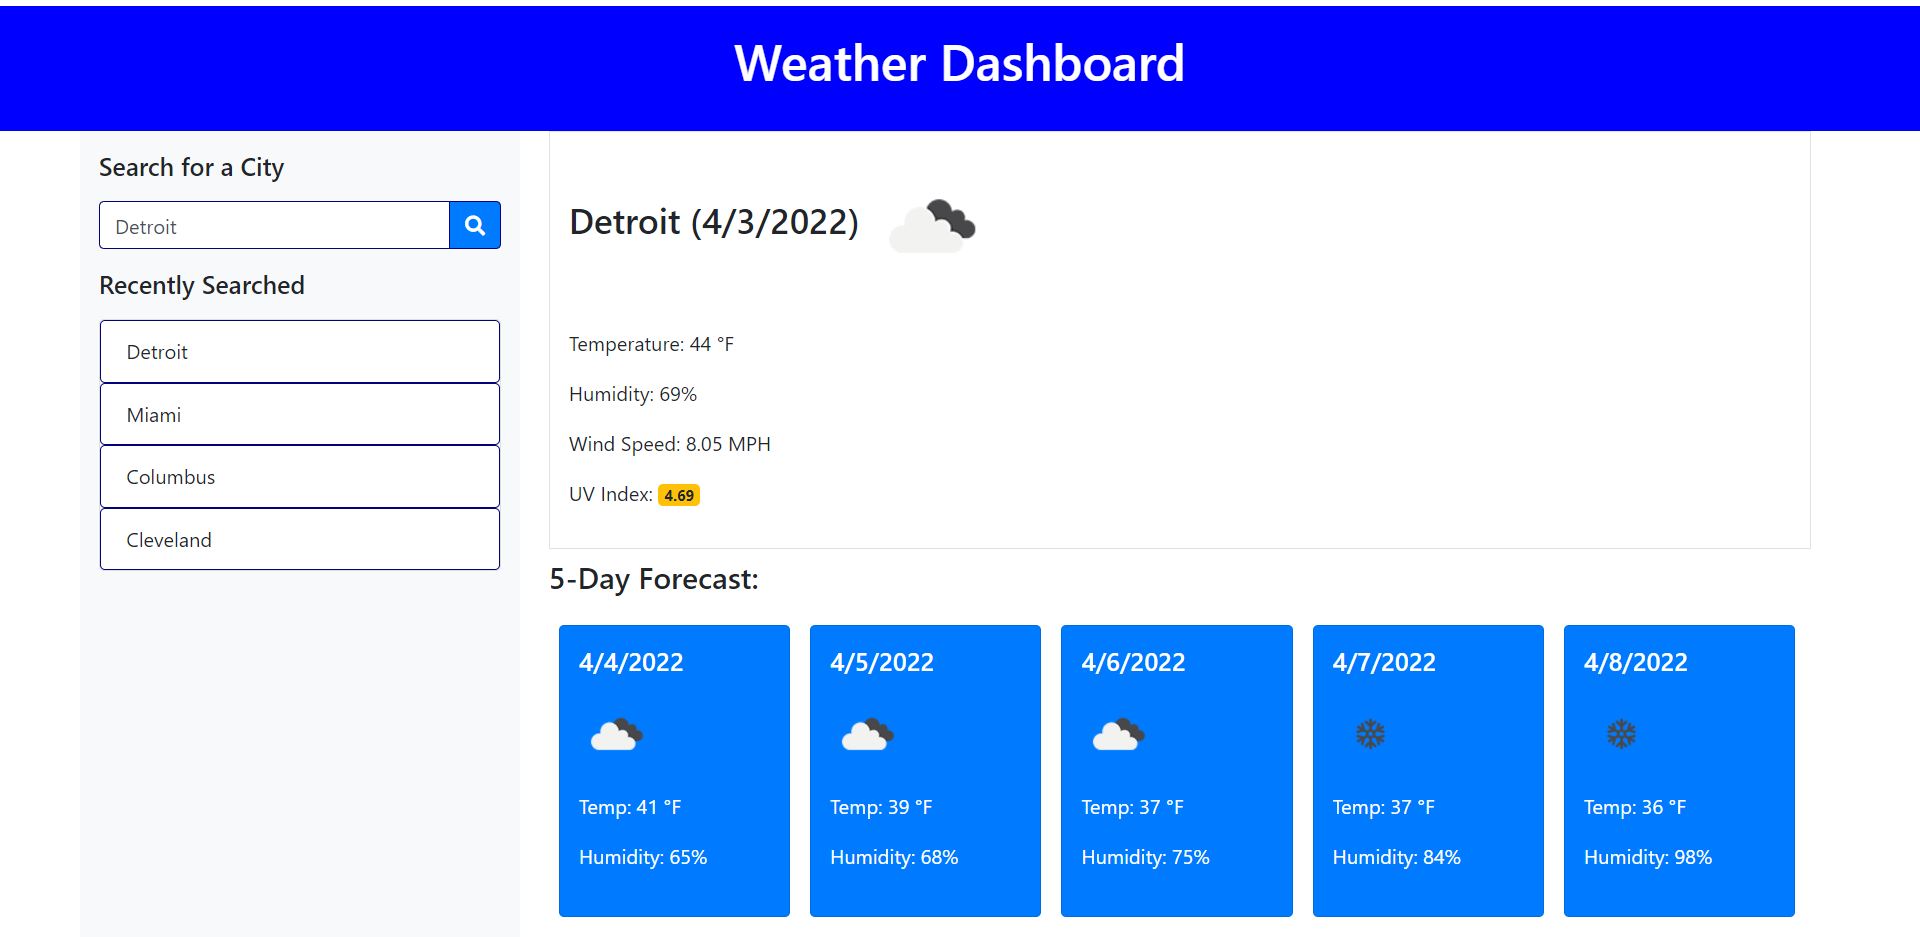 Weather Dashboard
Search for a City
Detroit
Recently Searched
Detroit
Miami
Columbus
Cleveland
Detroit (4/3/2022)
Temperature: 44 °F
Humidity: 69%
Wind Speed: 8.05 MPH
UV Index: 4.69
5-Day Forecast:
4/4/2022
Temp: 41 °F
Humidity: 65%
4/5/2022
Temp: 39 °F
Humidity: 68%
4/6/2022
Temp: 37 °F
Humidity: 75%
4/7/2022
Temp: 37 °F
Humidity: 84%
4/8/2022
Temp: 36 °F
Humidity: 98%